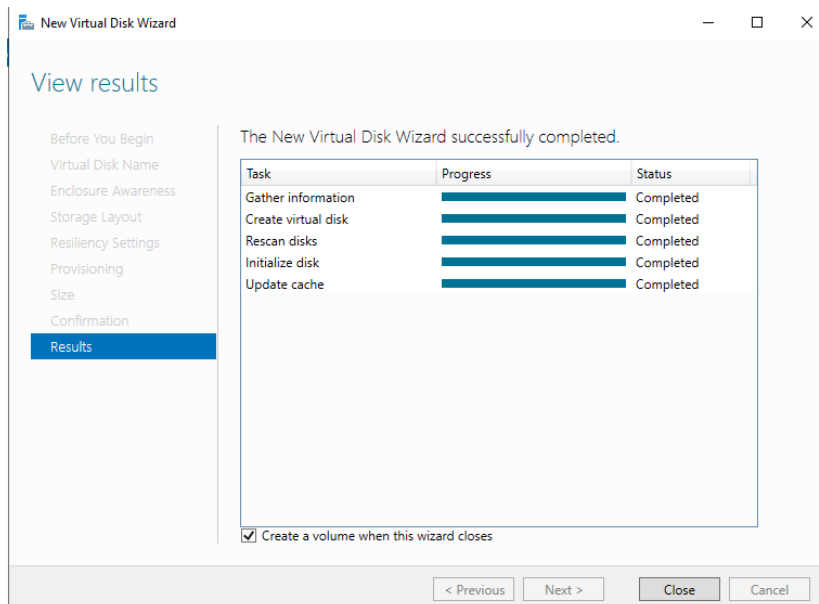 New Virtual Disk Wizard
View results
Before You Begin
Virtual Disk Name
Enclosure Awareness
Storage Layout
Resiliency Settings
Provisioning
Size
Confirmation
Results
The New Virtual Disk Wizard successfully completed.
Task Progress Status
Gather information Completed
Create virtual disk Completed
Rescan disks Completed
Initialize disk Completed
Update cache Completed
Create a volume when this wizard closes
< Previous Next > Close Cancel